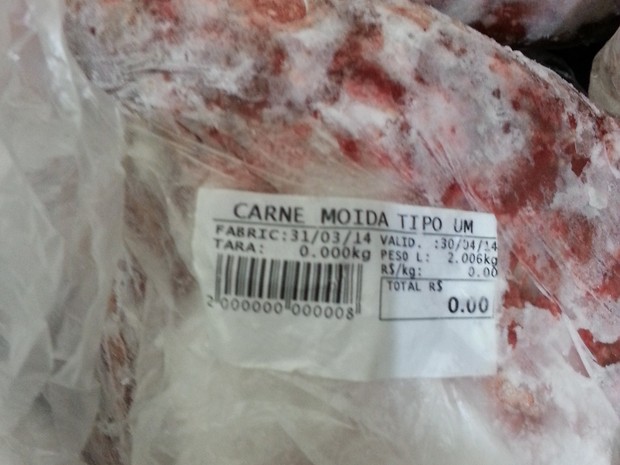 CARNE MOIDA TIPO UM
FABRIC:31/03/14 VALID. :30/04/14
TARA: 0.000kg PESO L: 2.006kg
R$/kg: 0.00
TOTAL R$
0.00
2 000000 000008